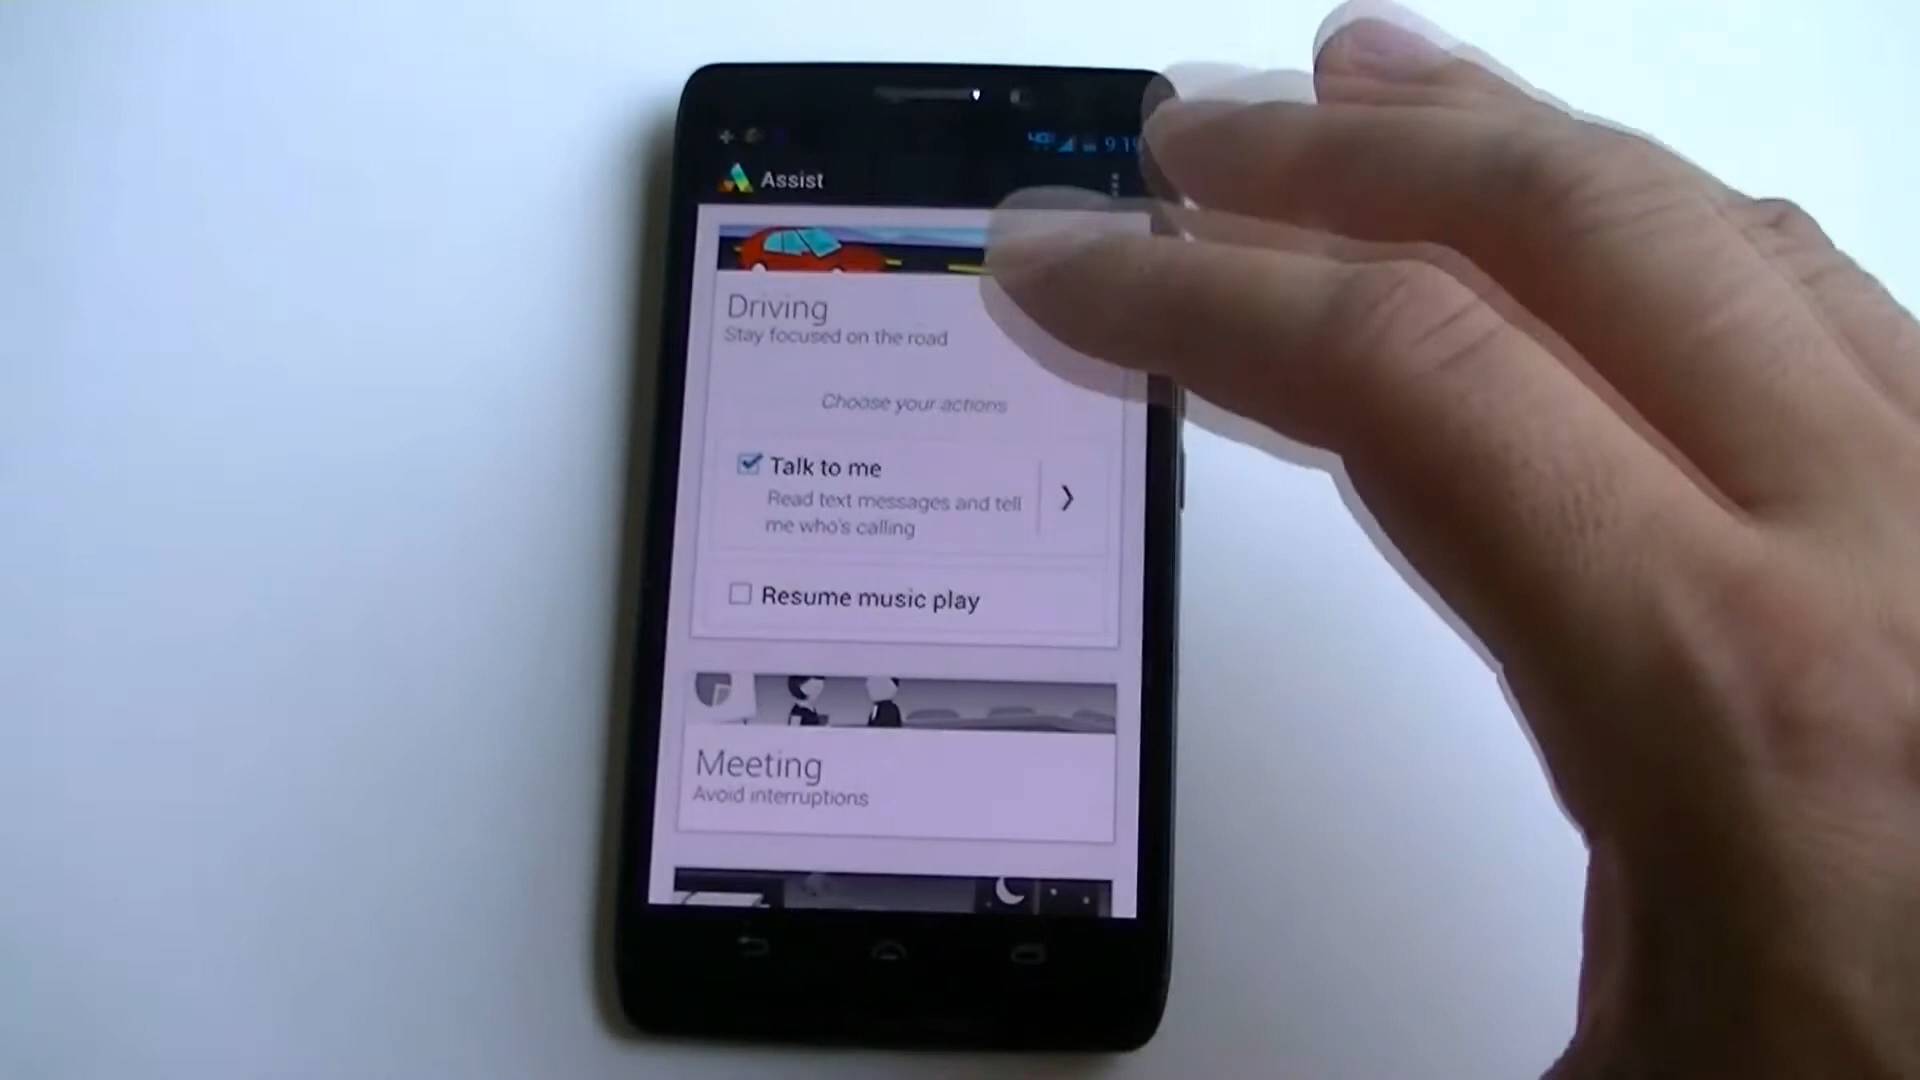 4G
Assist
Driving
Stay focused on the road
Choose your actions
Talk to me
Read text messages and tell
me who's calling
Resume music play
Meeting
Avoid interruptions